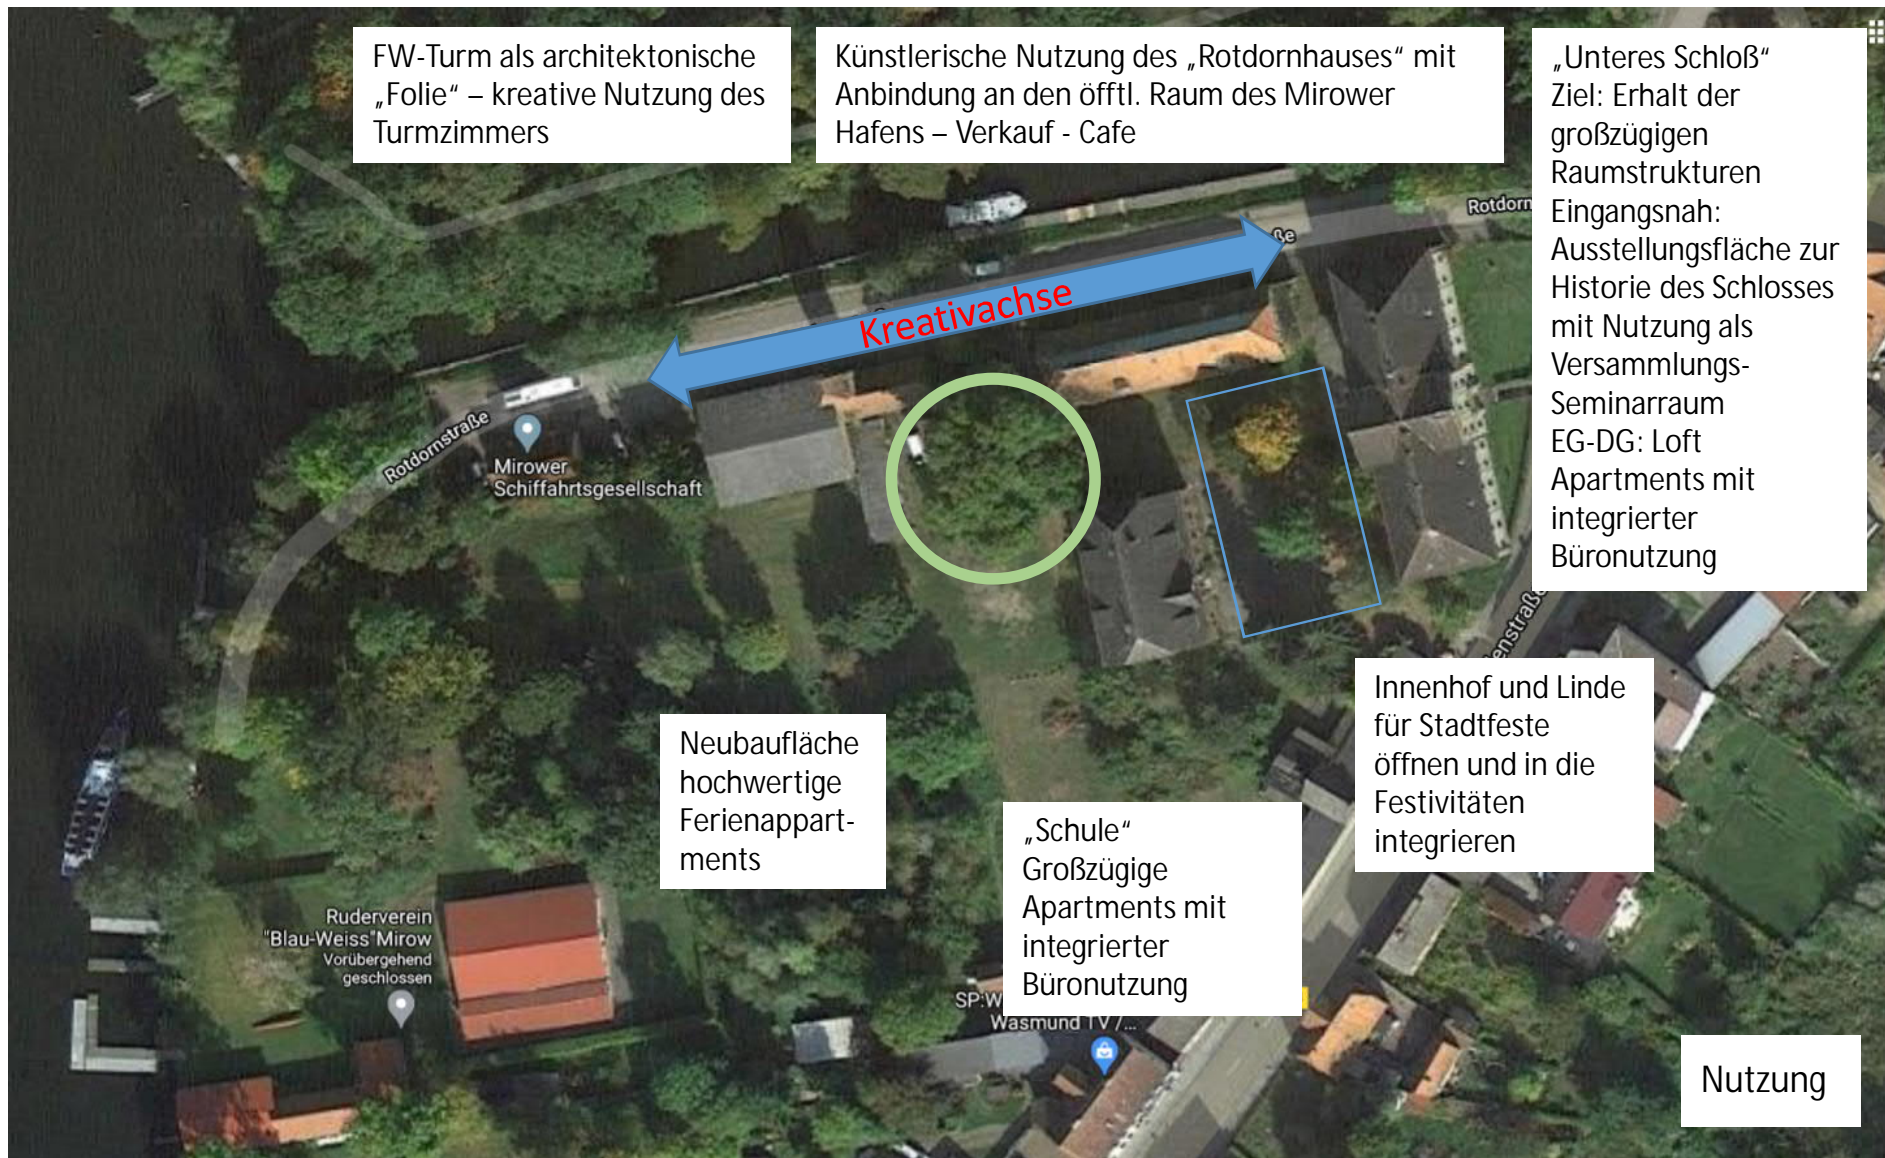 FW-Turm als architektonische
„Folie“ – kreative Nutzung des
Turmzimmers
Künstlerische Nutzung des „Rotdornhauses“ mit
Anbindung an den öfftl. Raum des Mirower
Hafens – Verkauf - Cafe
„Unteres Schloß“
Ziel: Erhalt der
großzügigen
Raumstrukturen
Eingangsnah:
Ausstellungsfläche zur
Historie des Schlosses
mit Nutzung als
Versammlungs-
Seminarraum
EG-DG: Loft
Apartments mit
integrierter
Büronutzung
Rotdorn
ße
Kreativachse
Rotdornstraße
Mirower
Schiffahrtsgesellschaft
enstraße
Innenhof und Linde
für Stadtfeste
öffnen und in die
Festivitäten
integrieren
Neubaufläche
hochwertige
Ferienappart-
ments
„Schule“
Großzügige
Apartments mit
integrierter
Büronutzung
Ruderverein
"Blau-Weiss"Mirow
Vorübergehend
geschlossen
SP:W
Wasmund TV /...
Nutzung